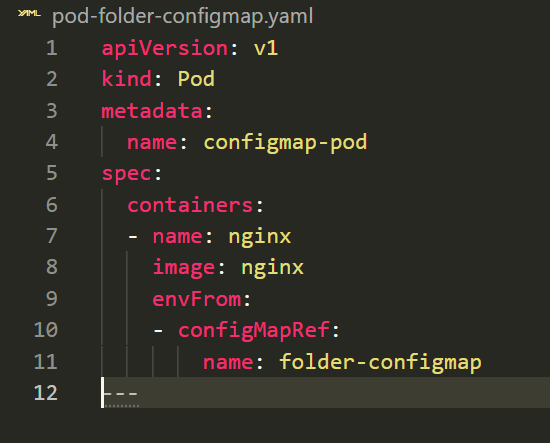 YAML pod-folder-configmap.yaml
1 apiVersion: v1
2 kind: Pod
3 metadata:
4   name: configmap-pod
5 spec:
6   containers:
7   - name: nginx
8     image: nginx
9     envFrom:
10     - configMapRef:
11         name: folder-configmap
12 ---